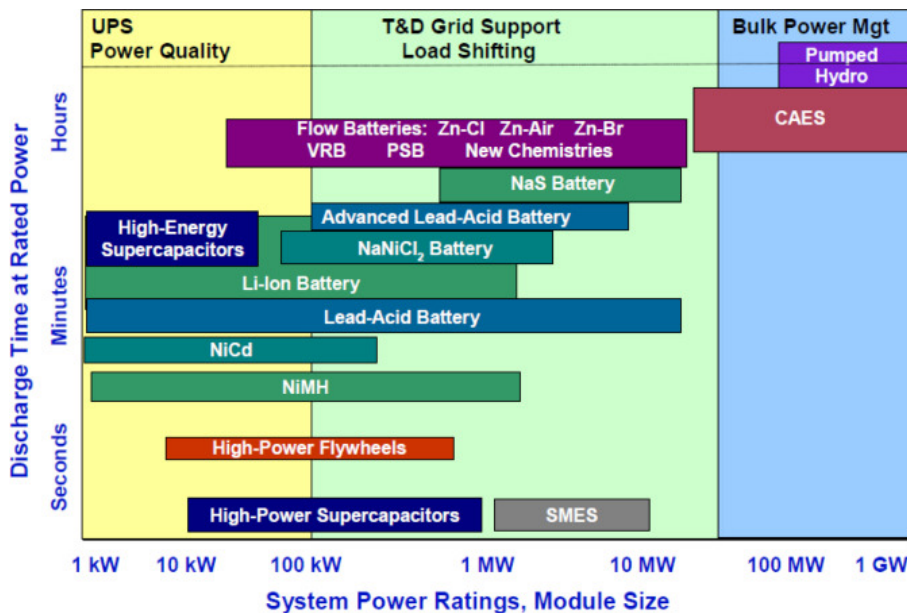 UPS
Power Quality
T&D Grid Support
Load Shifting
Bulk Power Mgt
Pumped
Hydro
CAES
Flow Batteries: Zn-Cl Zn-Air Zn-Br
VRB PSB New Chemistries
NaS Battery
Advanced Lead-Acid Battery
High-Energy
Supercapacitors
NaNiCl₂ Battery
Li-Ion Battery
Lead-Acid Battery
NiCd
NiMH
High-Power Flywheels
High-Power Supercapacitors
SMES
Discharge Time at Rated Power
Hours
Minutes
Seconds
1 kW 10 kW 100 kW 1 MW 10 MW 100 MW 1 GW
System Power Ratings, Module Size